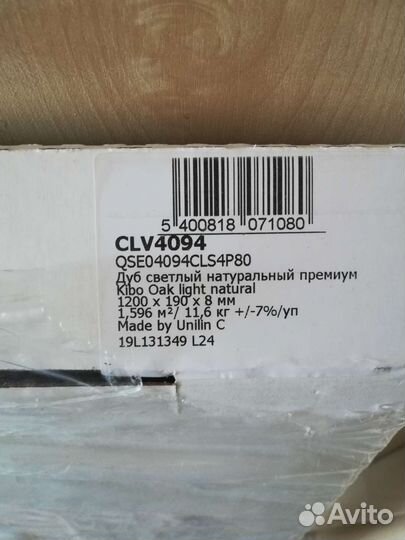 5 400818 071080
CLV4094
QSE04094CLS4P80
Дуб светлый натуральный премиум
Kibo Oak light natural
1200 x 190 x 8 мм
1,596 м²/ 11,6 кг +/-7%/уп
Made by Unilin C
19L131349 L24
Avito